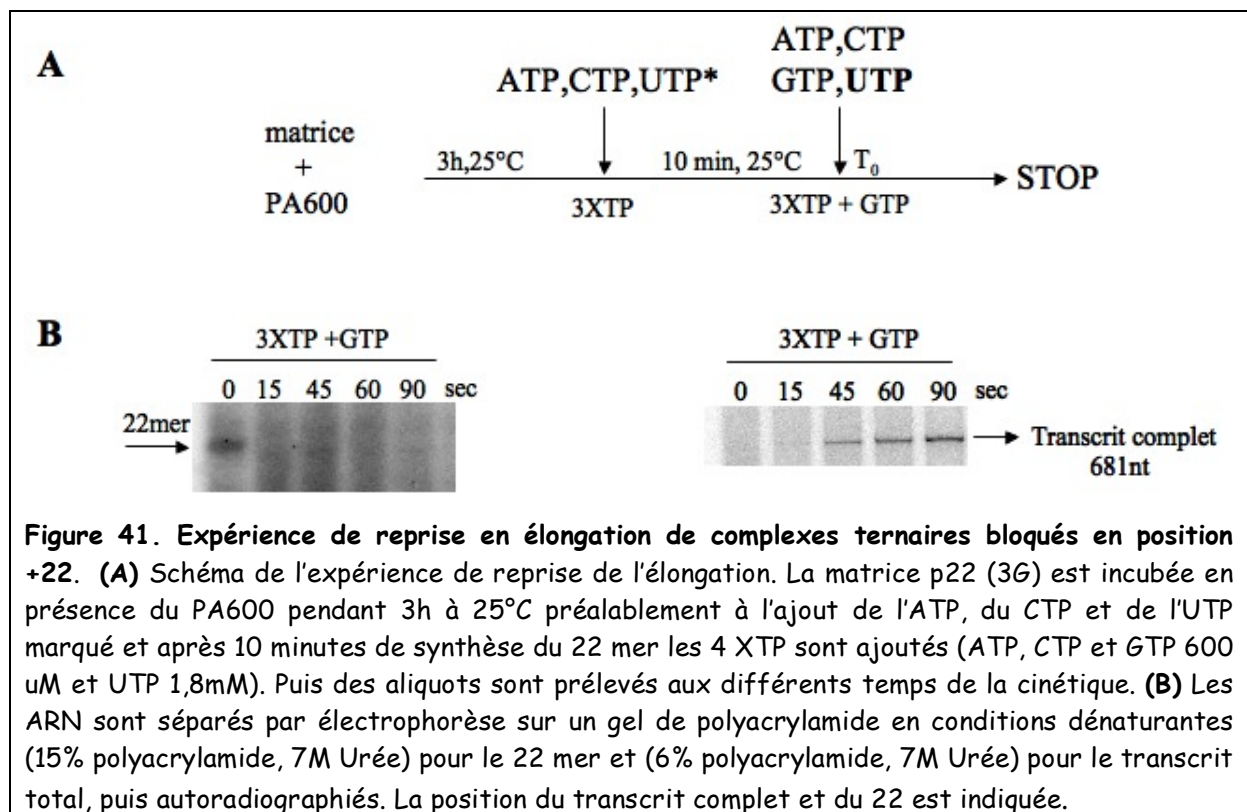 A
ATP,CTP
ATP,CTP,UTP* GTP,UTP
matrice
+
PA600
3h,25°C 10 min, 25°C T0 STOP
3XTP 3XTP + GTP
B
3XTP +GTP 3XTP + GTP
0 15 45 60 90 sec 0 15 45 60 90 sec
22mer
Transcrit complet
681nt
Figure 41. Expérience de reprise en élongation de complexes ternaires bloqués en position
+22. (A) Schéma de l'expérience de reprise de l'élongation. La matrice p22 (3G) est incubée en
présence du PA600 pendant 3h à 25°C préalablement à l'ajout de l'ATP, du CTP et de l'UTP
marqué et après 10 minutes de synthèse du 22 mer les 4 XTP sont ajoutés (ATP, CTP et GTP 600
uM et UTP 1,8mM). Puis des aliquots sont prélevés aux différents temps de la cinétique. (B) Les
ARN sont séparés par électrophorèse sur un gel de polyacrylamide en conditions dénaturantes
(15% polyacrylamide, 7M Urée) pour le 22 mer et (6% polyacrylamide, 7M Urée) pour le transcrit
total, puis autoradiographiés. La position du transcrit complet et du 22 est indiquée.